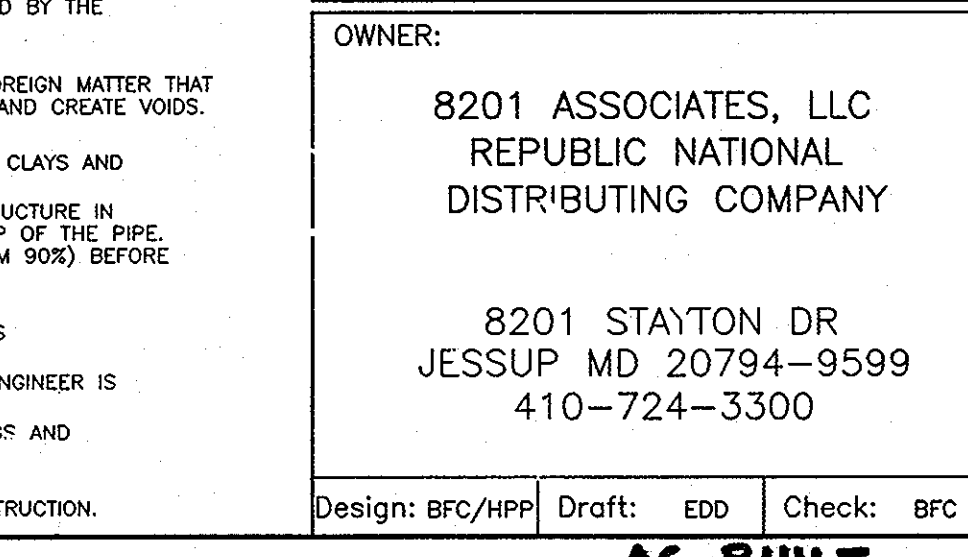 D BY THE
OREIGN MATTER THAT
AND CREATE VOIDS.
CLAYS AND
UCTURE IN
P OF THE PIPE.
M 90%) BEFORE
S
NGINEER IS
SS AND
TRUCTION.
OWNER:
8201 ASSOCIATES, LLC
REPUBLIC NATIONAL
DISTRIBUTING COMPANY
8201 STAYTON DR
JESSUP MD 20794-9599
410-724-3300
Design: BFC/HPP Draft: EDD Check: BFC